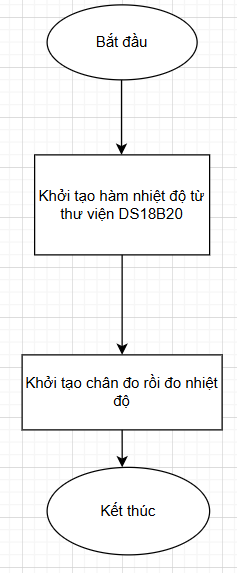 Bắt đầu
Khởi tạo hàm nhiệt độ từ
thư viện DS18B20
Khởi tạo chân đo rồi đo nhiệt
độ
Kết thúc